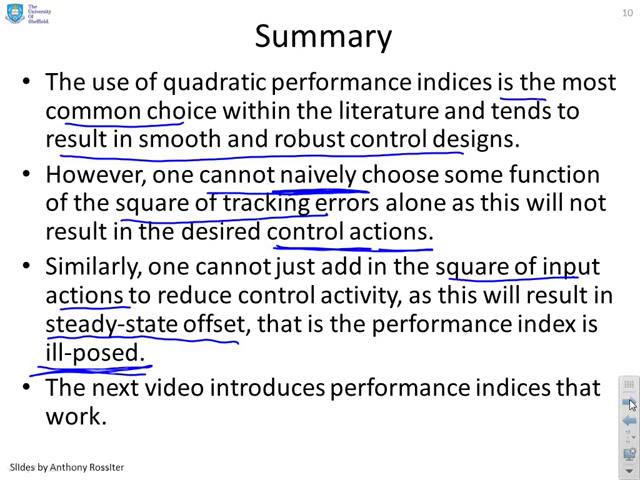 The
University
Of
Sheffield.
10
Summary
• The use of quadratic performance indices is the most
common choice within the literature and tends to
result in smooth and robust control designs.
• However, one cannot naively choose some function
of the square of tracking errors alone as this will not
result in the desired control actions.
• Similarly, one cannot just add in the square of input
actions to reduce control activity, as this will result in
steady-state offset, that is the performance index is
ill-posed.
• The next video introduces performance indices that
work.
Slides by Anthony Rossiter